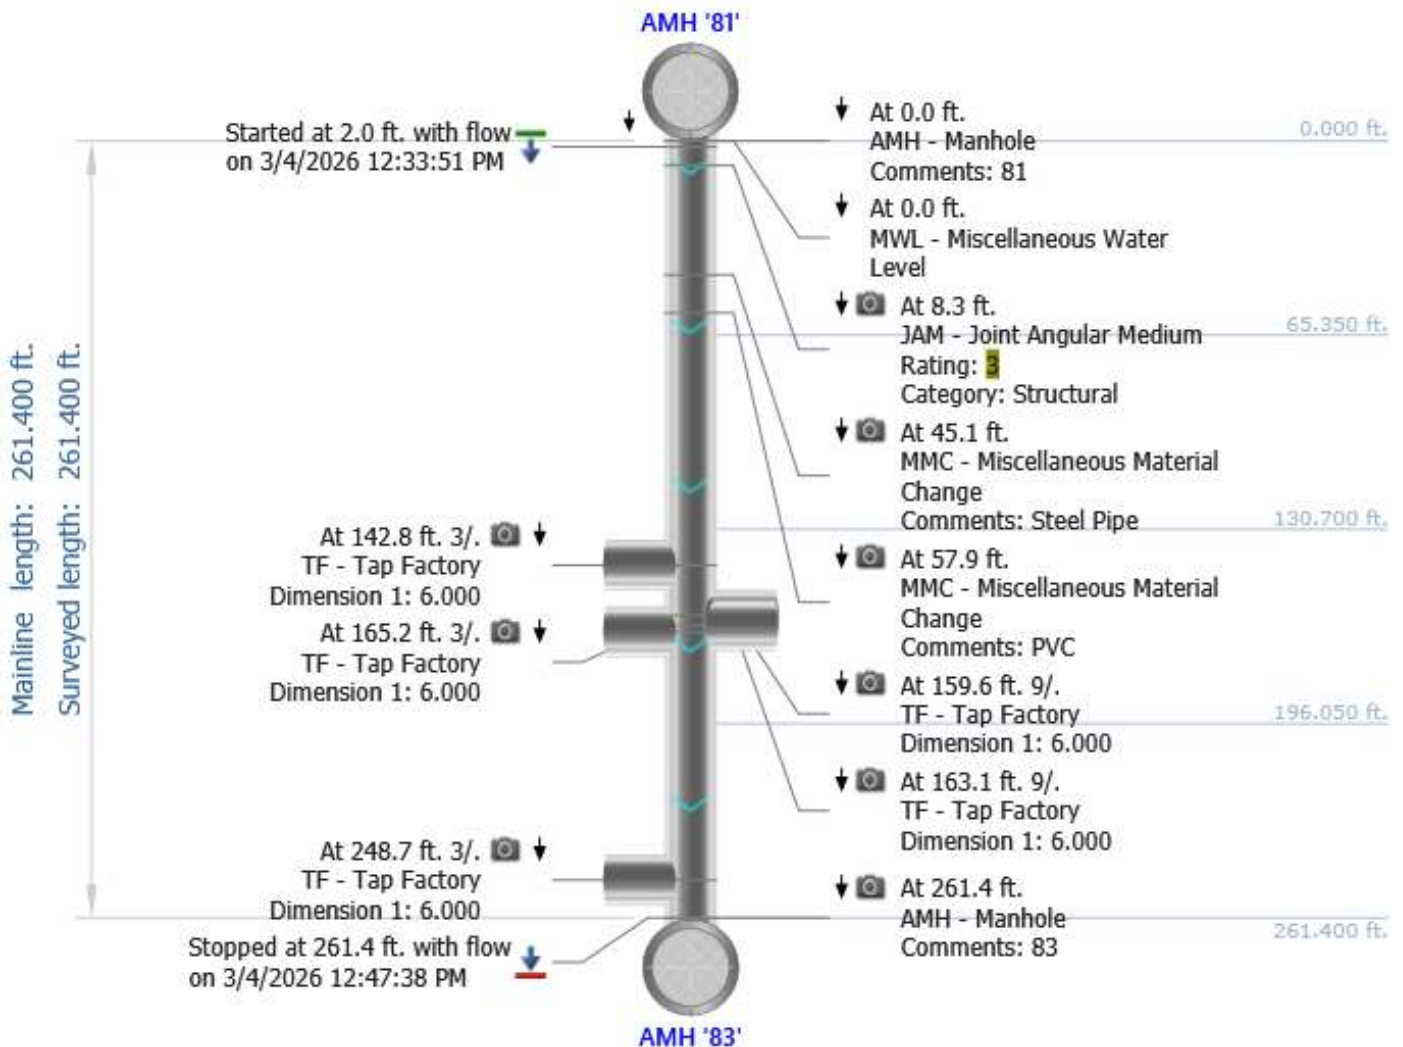 AMH '81'
Started at 2.0 ft. with flow
on 3/4/2026 12:33:51 PM
At 0.0 ft.
AMH - Manhole
Comments: 81
0.000 ft.
At 0.0 ft.
MWL - Miscellaneous Water
Level
At 8.3 ft.
JAM - Joint Angular Medium
Rating: 3
Category: Structural
65.350 ft.
At 45.1 ft.
MMC - Miscellaneous Material
Change
Comments: Steel Pipe
130.700 ft.
At 57.9 ft.
MMC - Miscellaneous Material
Change
Comments: PVC
At 159.6 ft. 9/.
TF - Tap Factory
Dimension 1: 6.000
196.050 ft.
At 163.1 ft. 9/.
TF - Tap Factory
Dimension 1: 6.000
At 261.4 ft.
AMH - Manhole
Comments: 83
261.400 ft.
At 142.8 ft. 3/.
TF - Tap Factory
Dimension 1: 6.000
At 165.2 ft. 3/.
TF - Tap Factory
Dimension 1: 6.000
At 248.7 ft. 3/.
TF - Tap Factory
Dimension 1: 6.000
Stopped at 261.4 ft. with flow
on 3/4/2026 12:47:38 PM
Mainline length: 261.400 ft.
Surveyed length: 261.400 ft.
AMH '83'